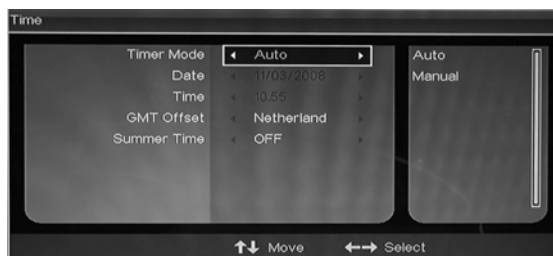 Time
Timer Mode Auto
Date 11/03/2008
Time 10.55
GMT Offset Netherland
Summer Time OFF
Auto
Manual
Move Select